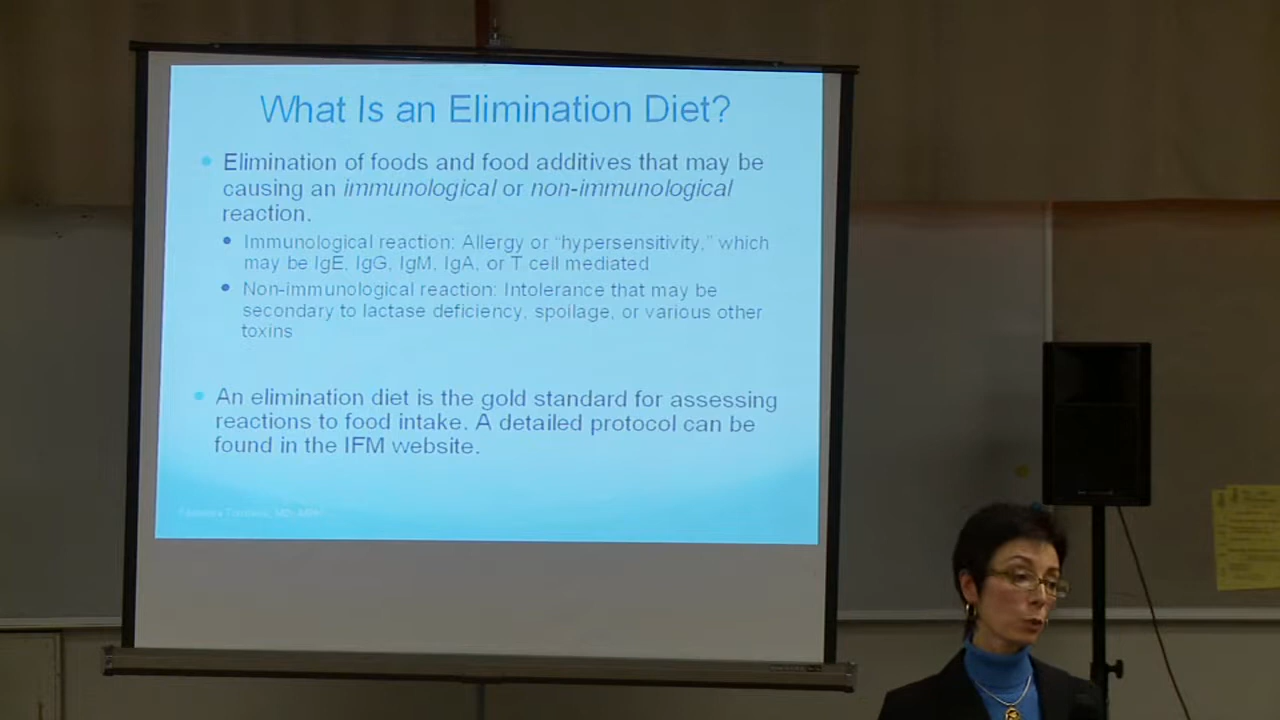 What Is an Elimination Diet?
Elimination of foods and food additives that may be
causing an immunological or non-immunological
reaction.
Immunological reaction: Allergy or “hypersensitivity,” which
may be IgE, IgG, IgM, IgA, or T cell mediated
Non-immunological reaction: Intolerance that may be
secondary to lactase deficiency, spoilage, or various other
toxins
An elimination diet is the gold standard for assessing
reactions to food intake. A detailed protocol can be
found in the IFM website.